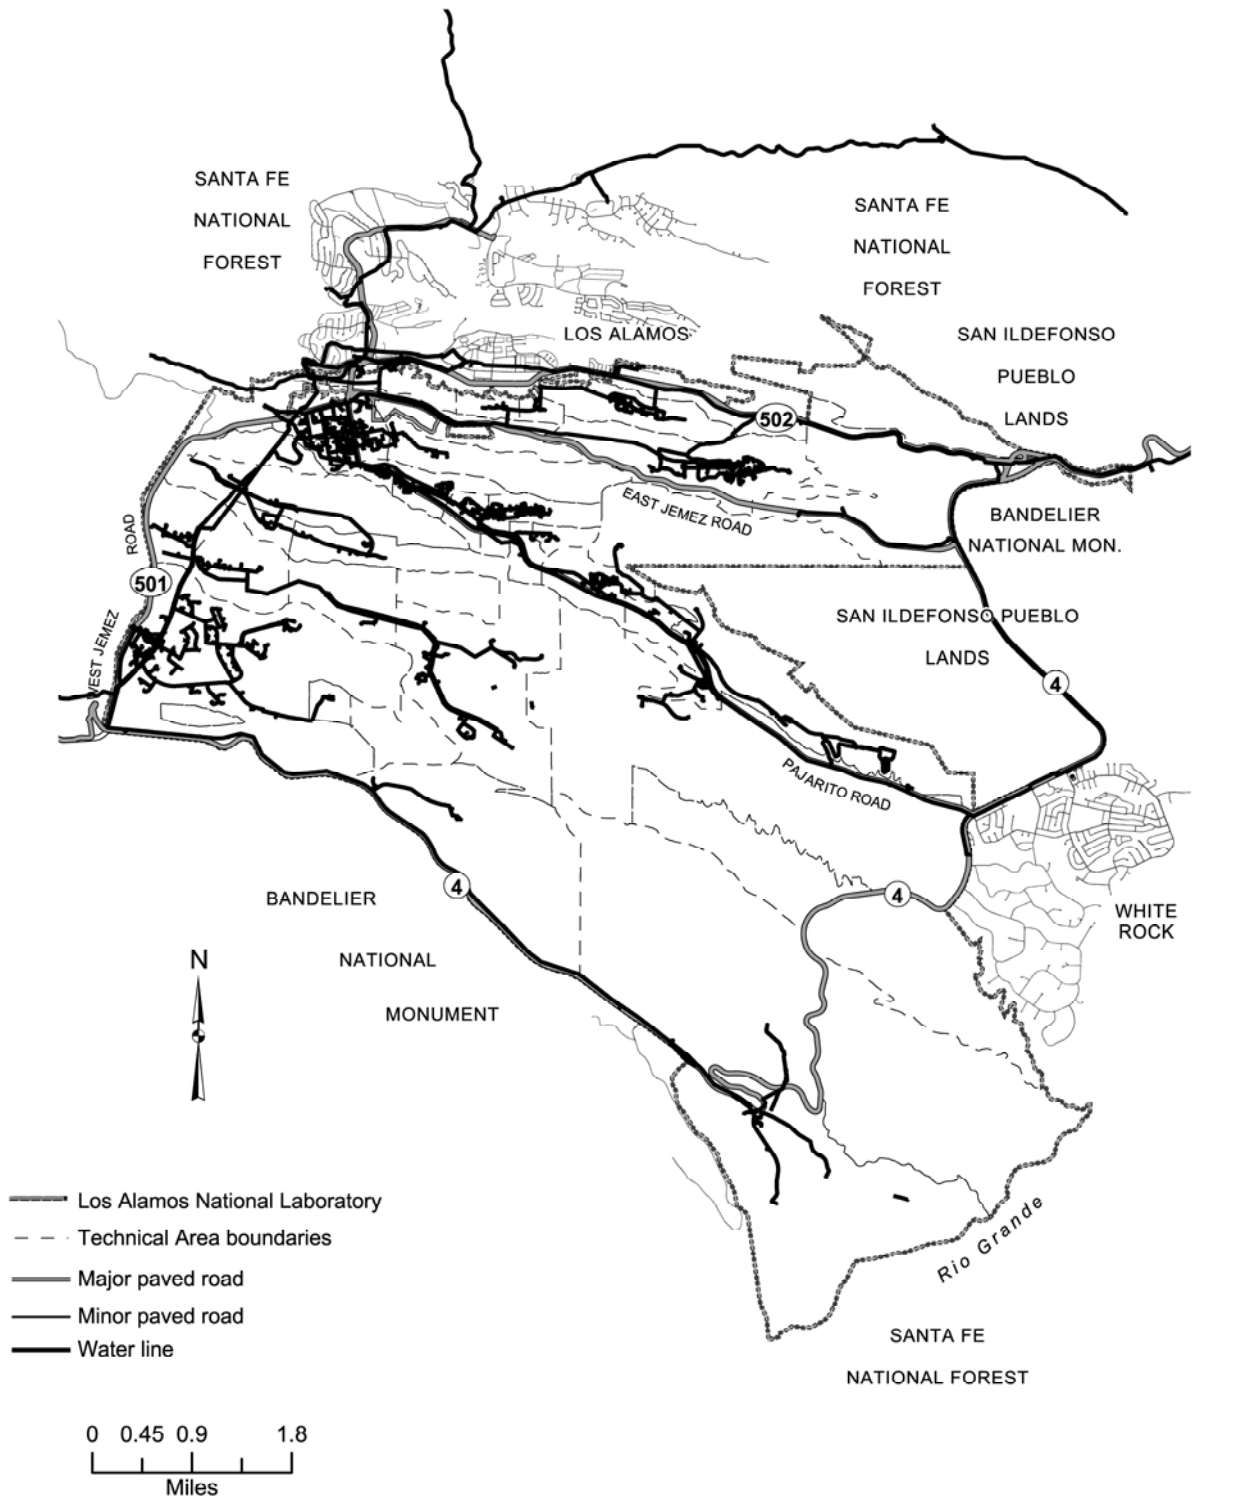 SANTA FE
NATIONAL
FOREST
SANTA FE
NATIONAL
FOREST
LOS ALAMOS
SAN ILDEFONSO
PUEBLO
LANDS
502
EAST JEMEZ ROAD
BANDELIER
NATIONAL MON.
ROAD
501
WEST JEMEZ
SAN ILDEFONSO PUEBLO
LANDS
4
PAJARITO ROAD
4
4
BANDELIER
NATIONAL
MONUMENT
WHITE
ROCK
N
Los Alamos National Laboratory
Technical Area boundaries
Major paved road
Minor paved road
Water line
Rio Grande
SANTA FE
NATIONAL FOREST
0 0.45 0.9 1.8
Miles